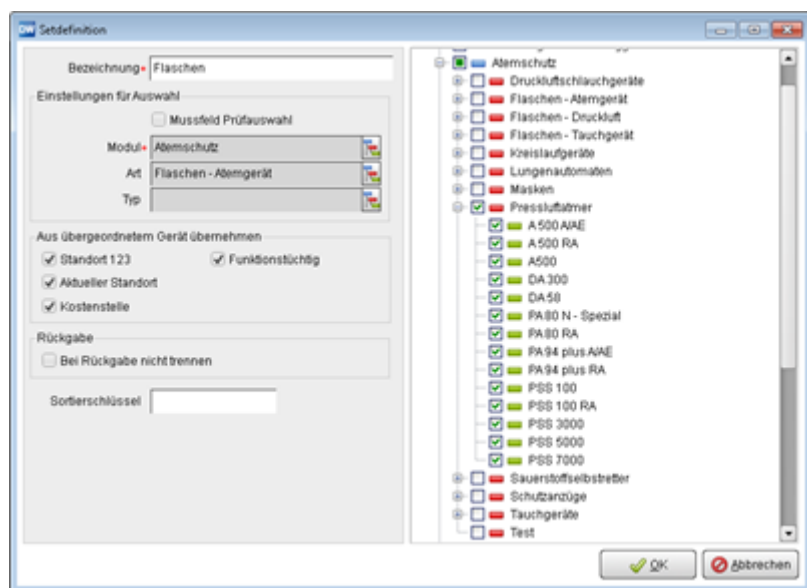 DW Setdefinition
Bezeichnung
Flaschen
Einstellungen für Auswahl
Mussfeld Prüfauswahl
Modul
Atemschutz
Art
Flaschen - Atemgerät
Typ
Aus übergeordnetem Gerät übernehmen
Standort 123
Funktionstüchtig
Aktueller Standort
Kostenstelle
Rückgabe
Bei Rückgabe nicht trennen
Sortierschlüssel
Atemschutz
Druckluftschlauchgeräte
Flaschen - Atemgerät
Flaschen - Druckluft
Flaschen - Tauchgerät
Kreislaufgeräte
Lungenautomaten
Masken
Pressluftatmer
A 500 A/AE
A 500 RA
A500
DA 300
DA 58
PA 80 N - Spezial
PA 80 RA
PA 94 plus A/AE
PA 94 plus RA
PSS 100
PSS 100 RA
PSS 3000
PSS 5000
PSS 7000
Sauerstoffselbstretter
Schutzanzüge
Tauchgeräte
Test
OK
Abbrechen